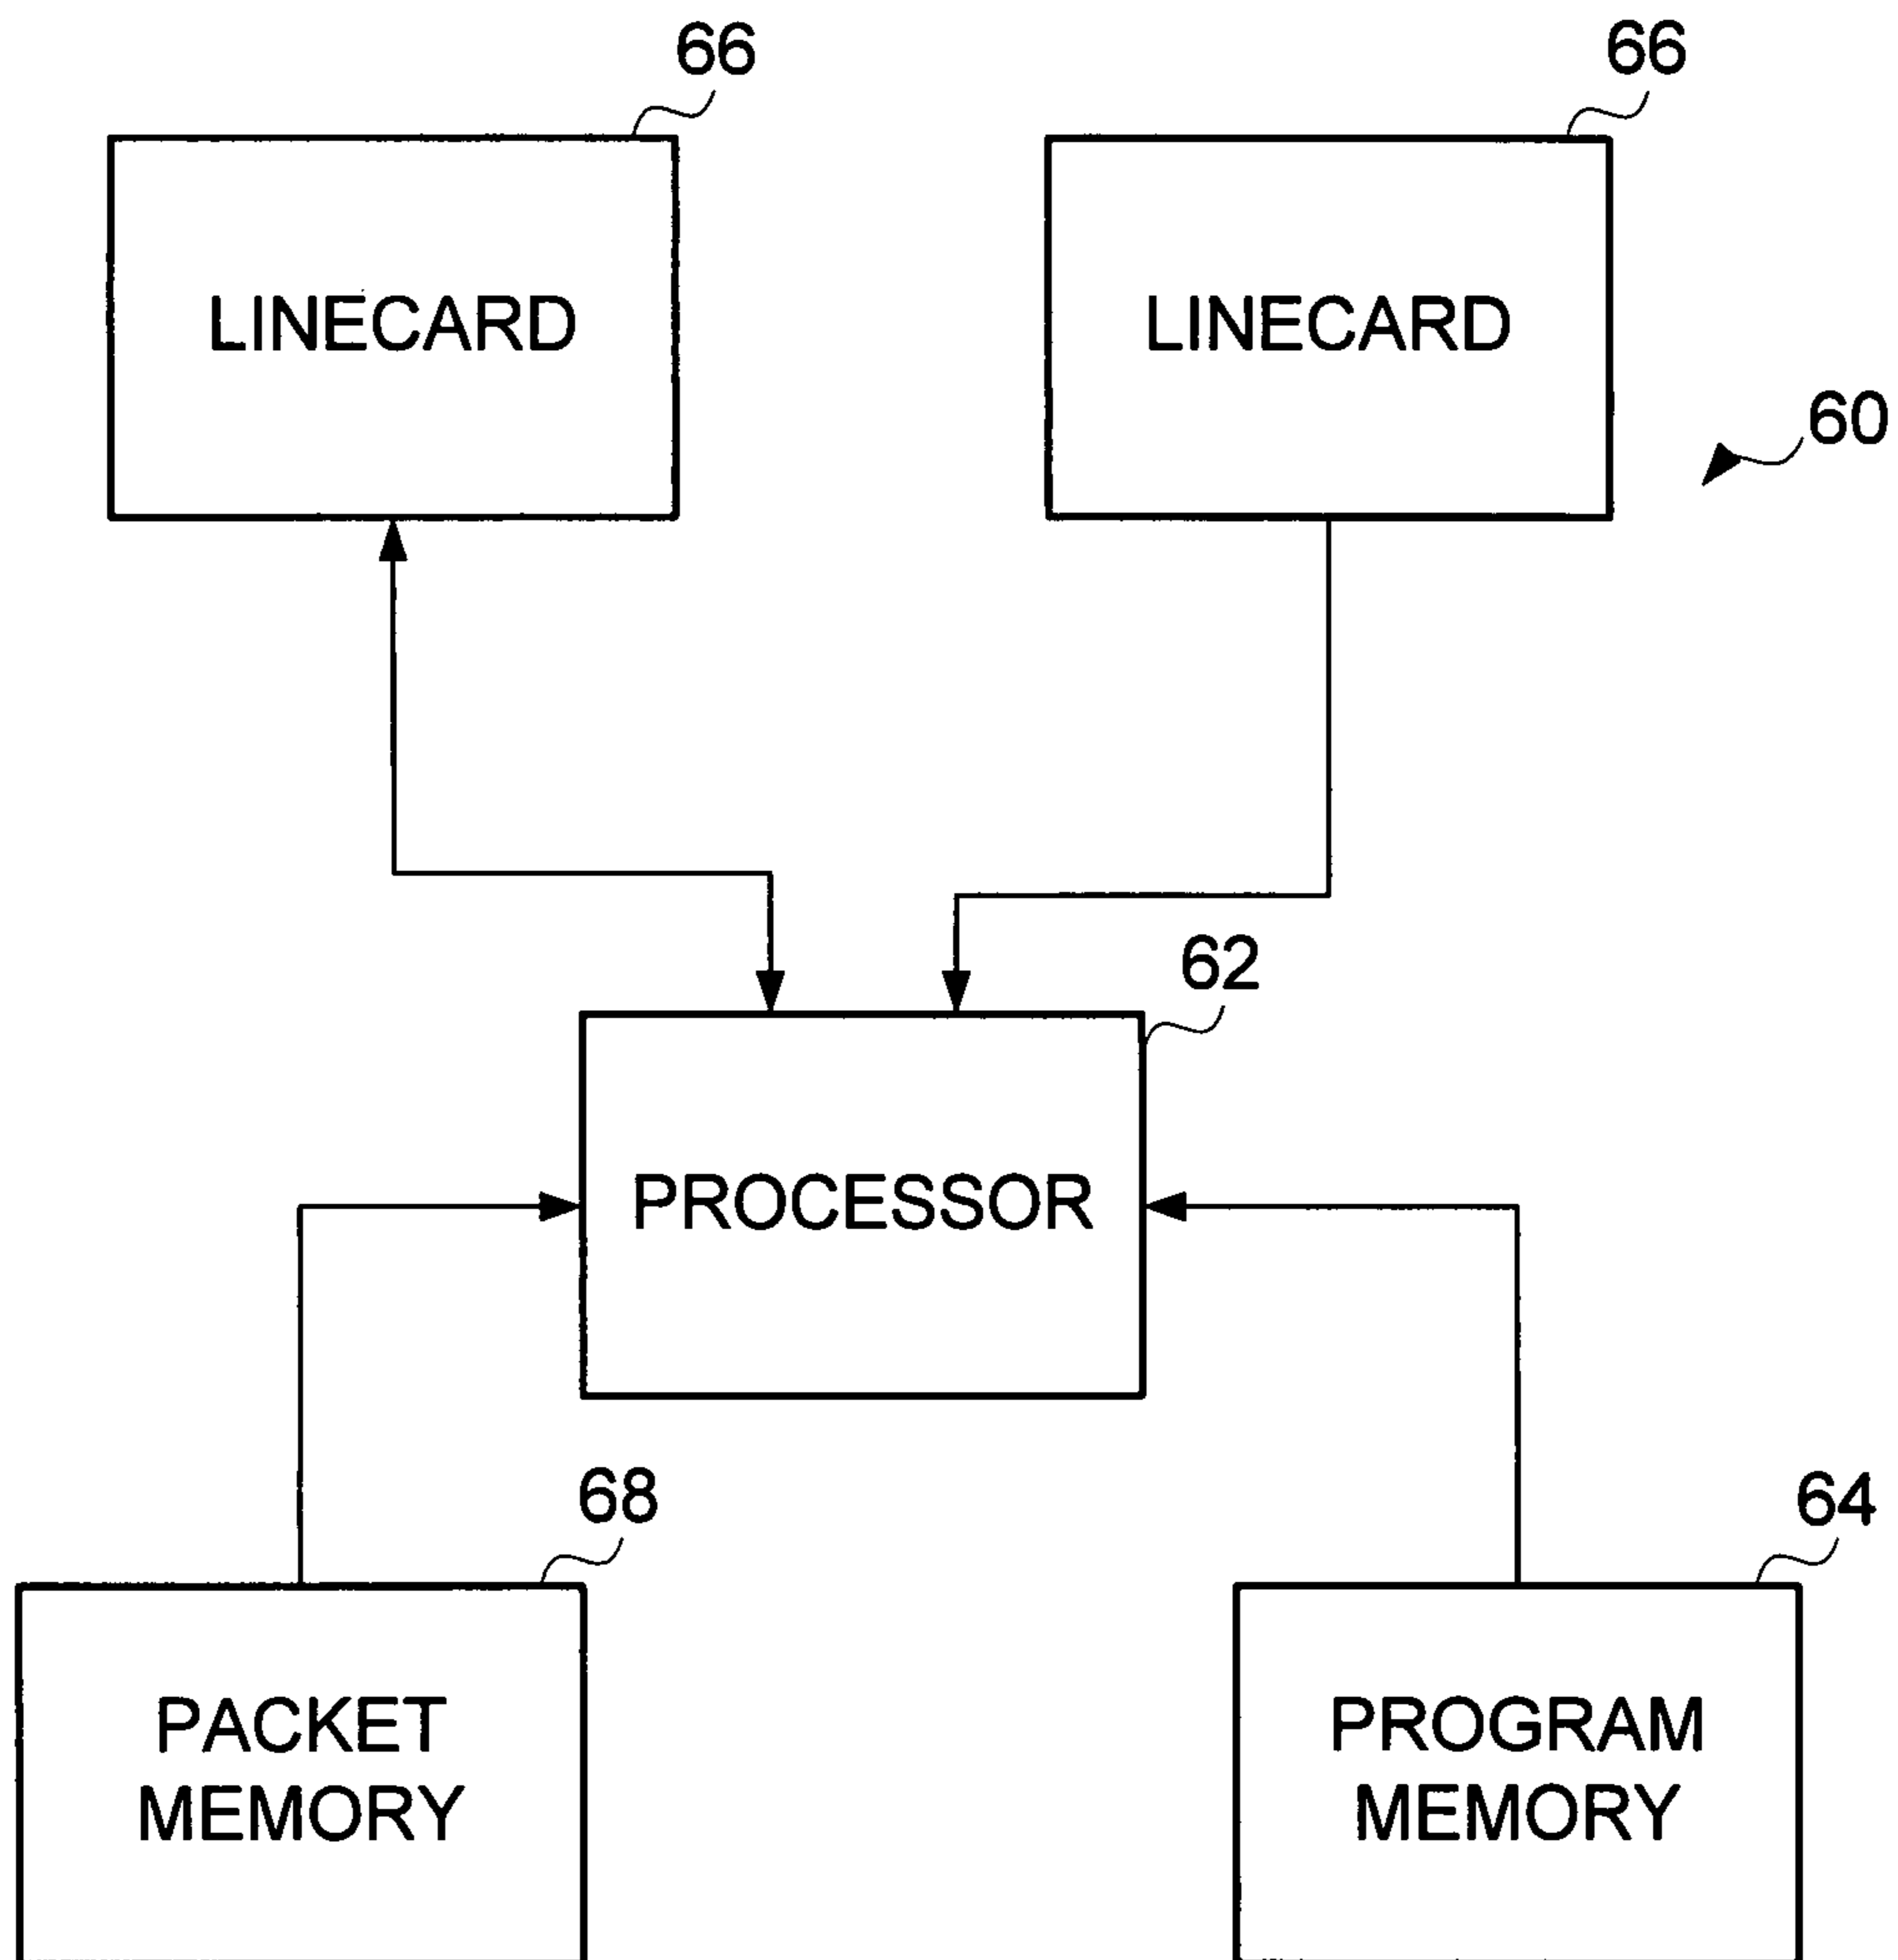 66
66
LINECARD
LINECARD
60
62
PROCESSOR
68
64
PACKET
MEMORY
PROGRAM
MEMORY